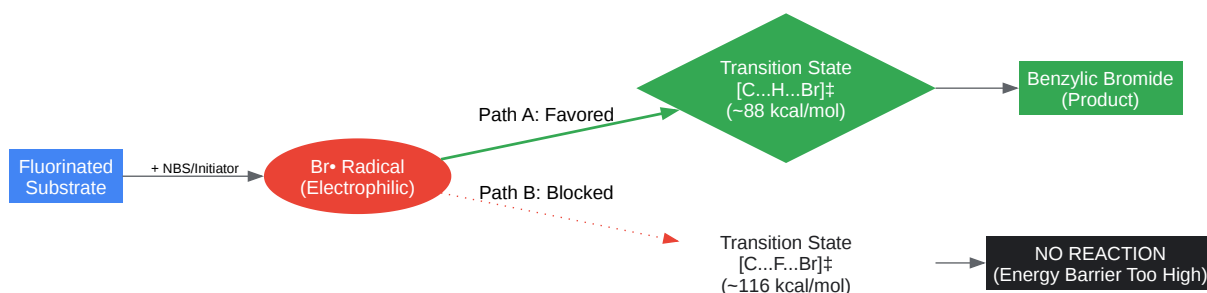 Fluorinated
Substrate
+ NBS/Initiator
Br• Radical
(Electrophilic)
Path A: Favored
Transition State
[C...H...Br]‡
(~88 kcal/mol)
Benzylic Bromide
(Product)
Path B: Blocked
Transition State
[C...F...Br]‡
(~116 kcal/mol)
NO REACTION
(Energy Barrier Too High)